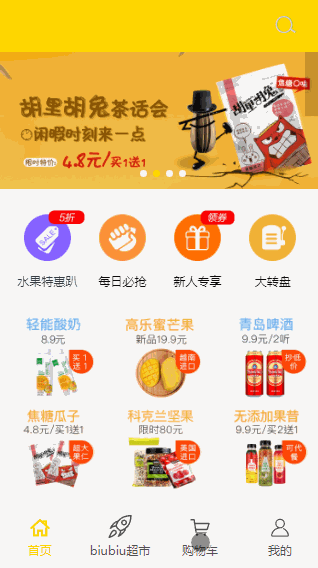 胡里胡兔茶话会
闲暇时刻来一点
限时特价: 4.8元/买1送1
焦糖口味
胡里胡兔
5折
领券
SALE
水果特惠趴
每日必抢
新人专享
大转盘
轻能酸奶
8.9元
买1送1
高乐蜜芒果
新品19.9元
越南进口
青岛啤酒
9.9元/2听
抄低价
焦糖瓜子
4.8元/买1送1
超大果仁
科克兰坚果
限时80元
美国进口
无添加果昔
9.9元/2买1送1
可代餐
首页
biubiu超市
购物车
我的